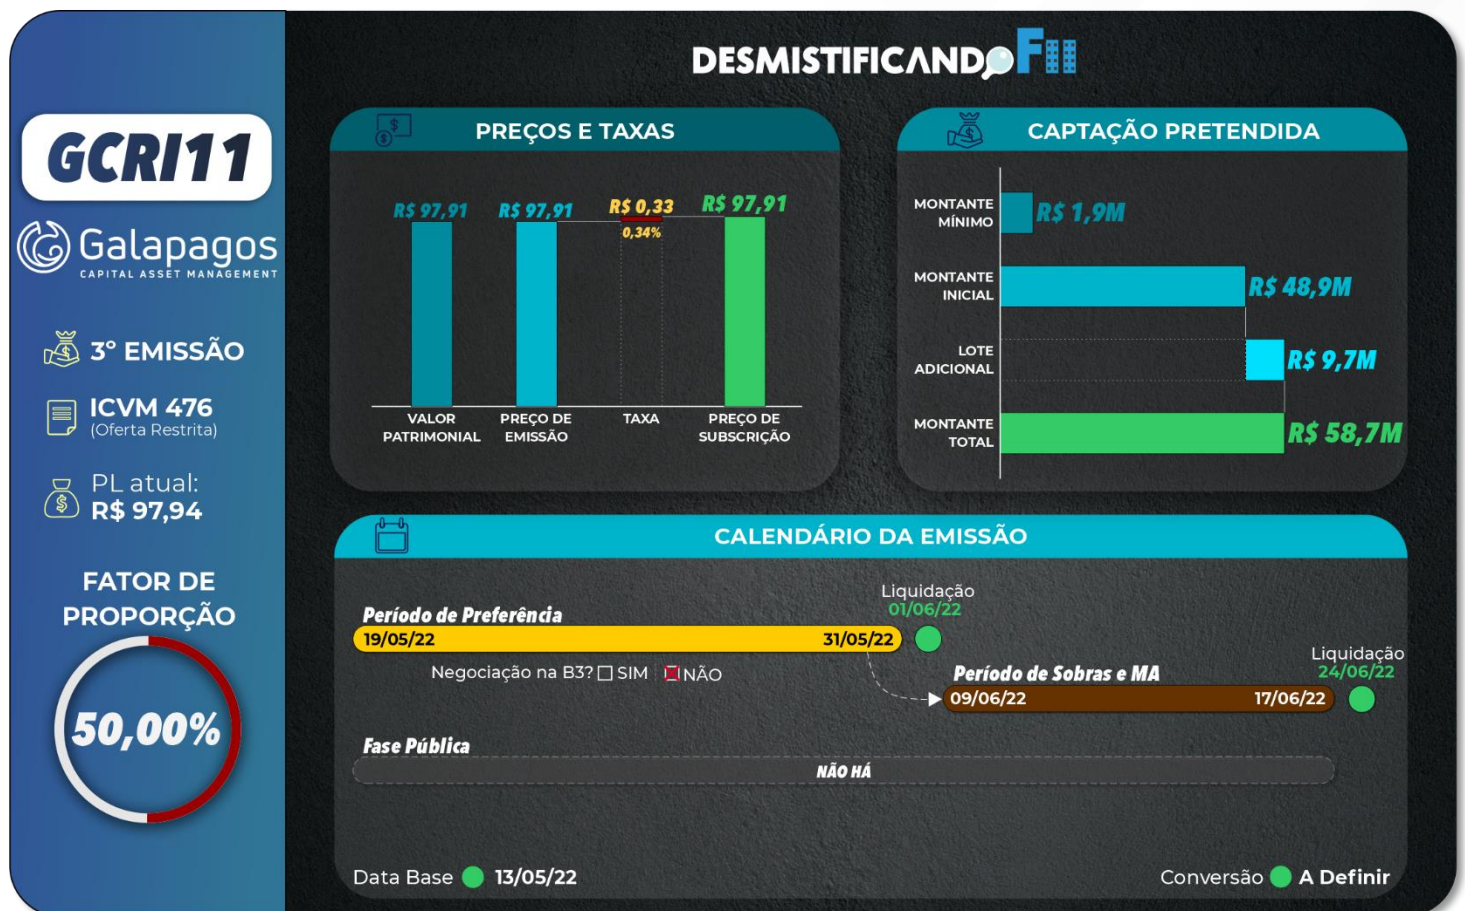 DESMISTIFICANDO FII
GCRI11
Galapagos
CAPITAL ASSET MANAGEMENT
3º EMISSÃO
ICVM 476
(Oferta Restrita)
PL atual:
R$ 97,94
FATOR DE
PROPORÇÃO
50,00%
PREÇOS E TAXAS
R$ 97,91
R$ 97,91
R$ 0,33
0,34%
R$ 97,91
VALOR
PATRIMONIAL
PREÇO DE
EMISSÃO
TAXA
PREÇO DE
SUBSCRIÇÃO
CAPTAÇÃO PRETENDIDA
MONTANTE
MÍNIMO
R$ 1,9M
MONTANTE
INICIAL
R$ 48,9M
LOTE
ADICIONAL
R$ 9,7M
MONTANTE
TOTAL
R$ 58,7M
CALENDÁRIO DA EMISSÃO
Período de Preferência
19/05/22
31/05/22
Liquidação
01/06/22
Negociação na B3? SIM NÃO
Período de Sobras e MA
09/06/22
17/06/22
Liquidação
24/06/22
Fase Pública
NÃO HÁ
Data Base 13/05/22
Conversão A Definir